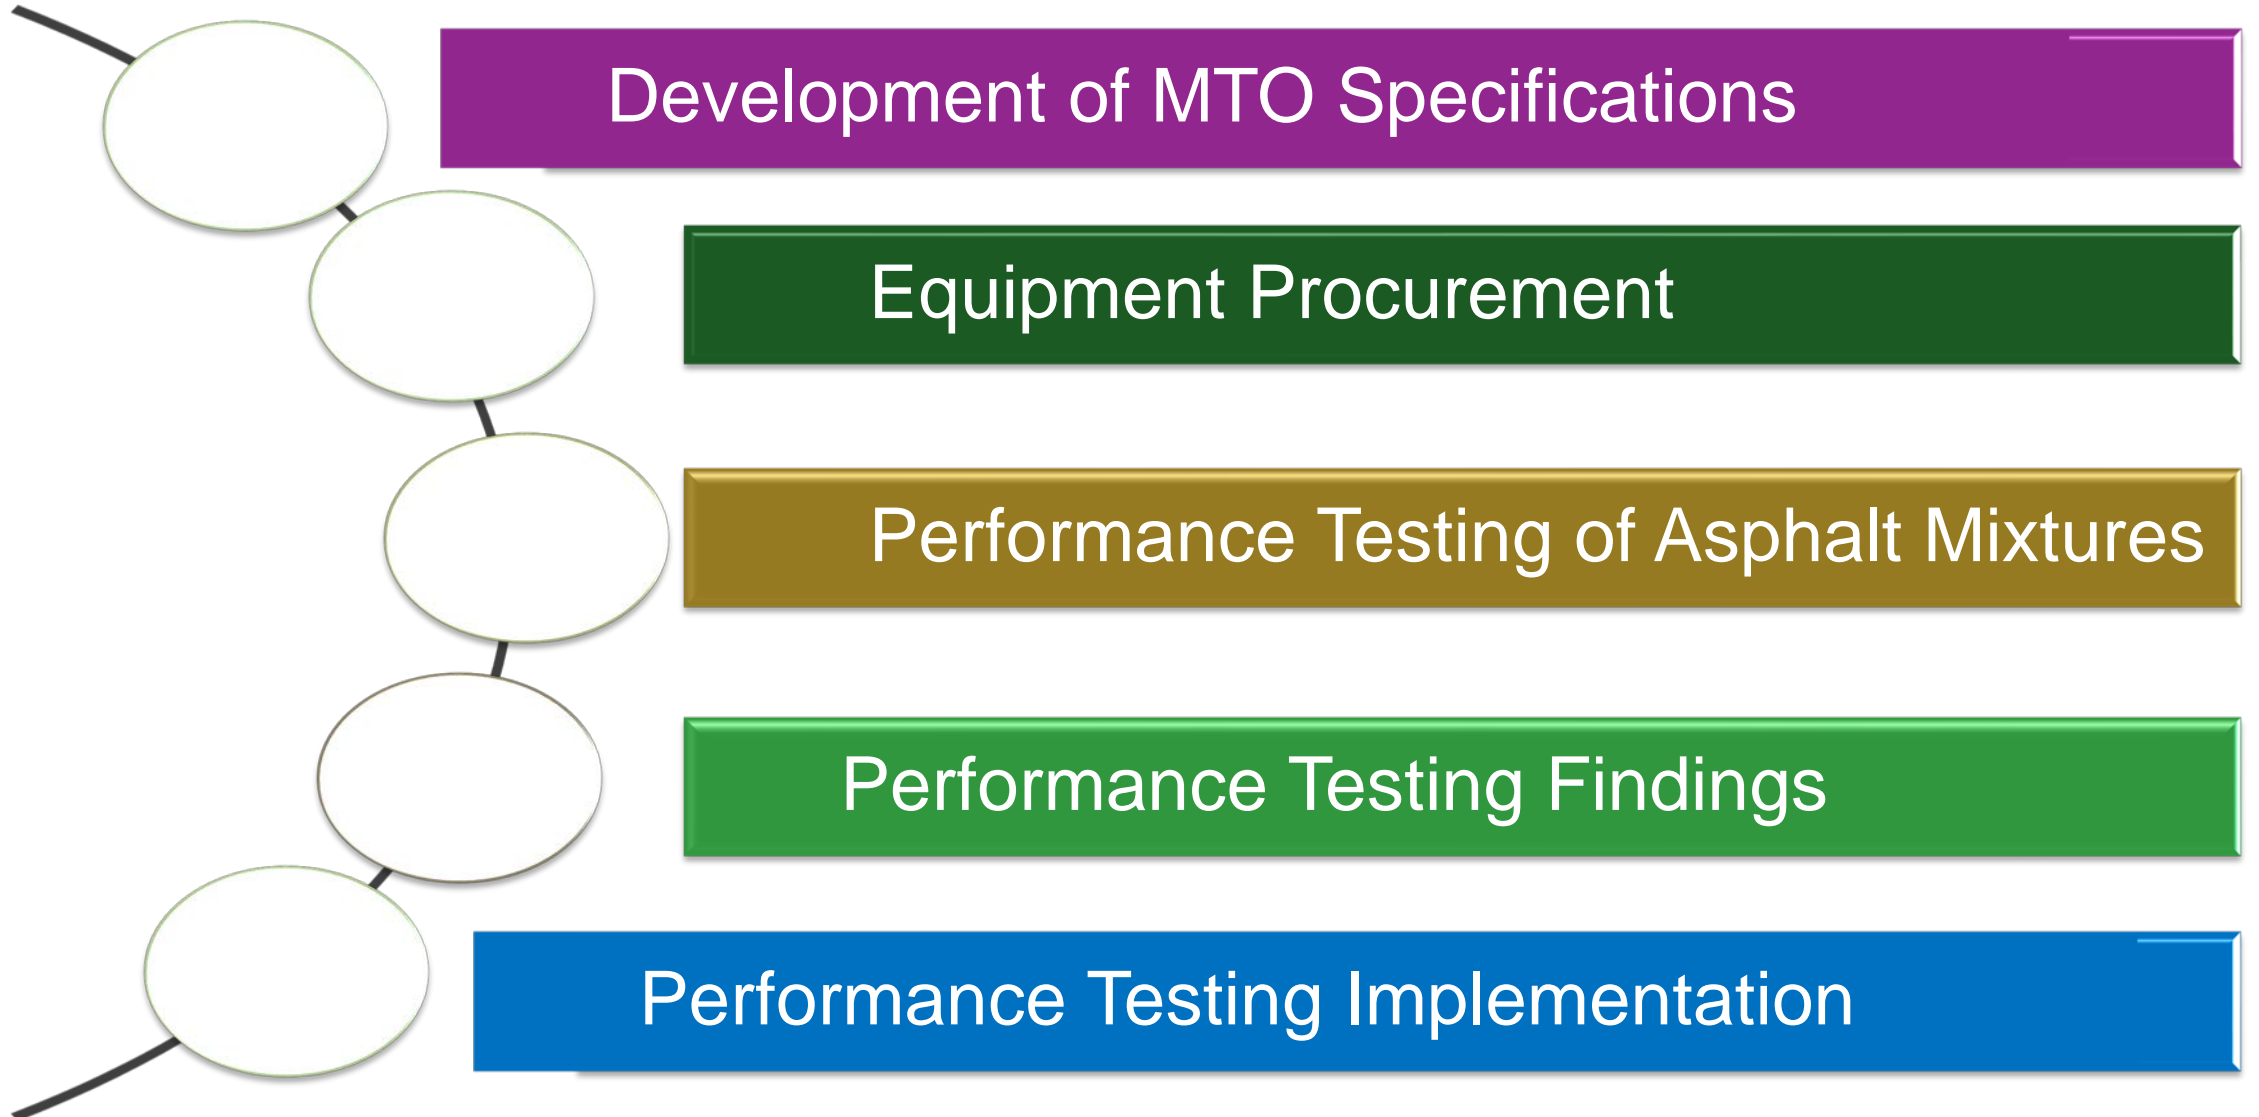 Development of MTO Specifications
Equipment Procurement
Performance Testing of Asphalt Mixtures
Performance Testing Findings
Performance Testing Implementation